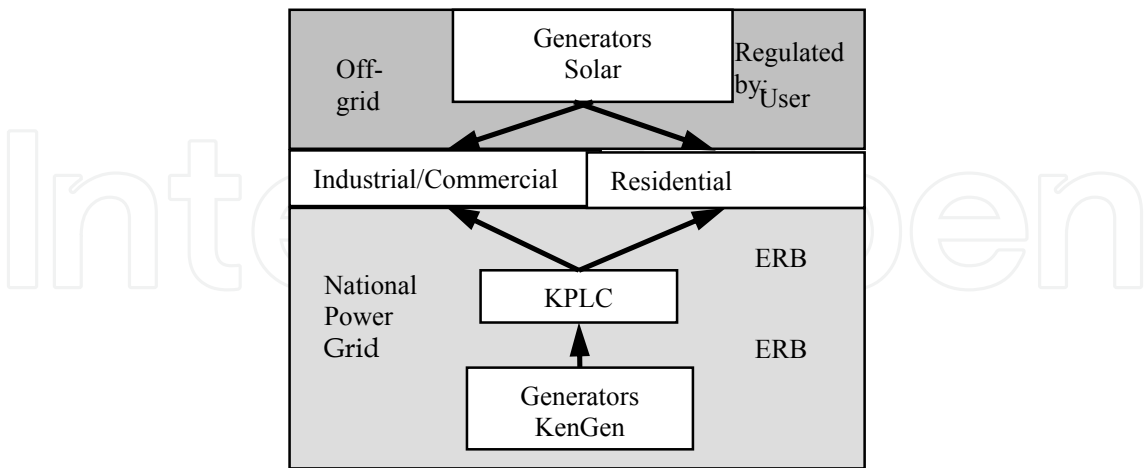 Generators
Solar
Off-
grid
Regulated
by:
User
Industrial/Commercial
Residential
ERB
National
Power
Grid
KPLC
ERB
Generators
KenGen